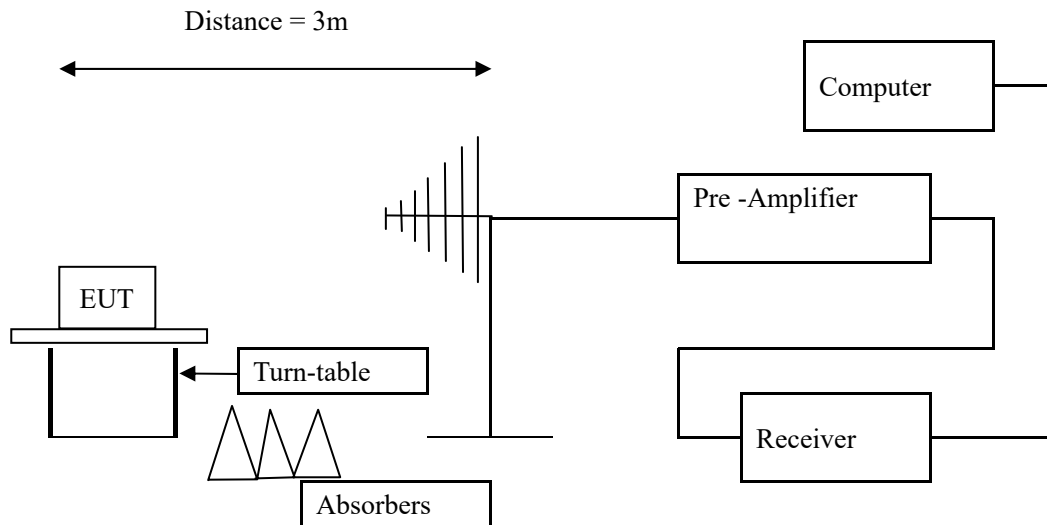 Distance = 3m
Computer
Pre -Amplifier
EUT
Turn-table
Receiver
Absorbers